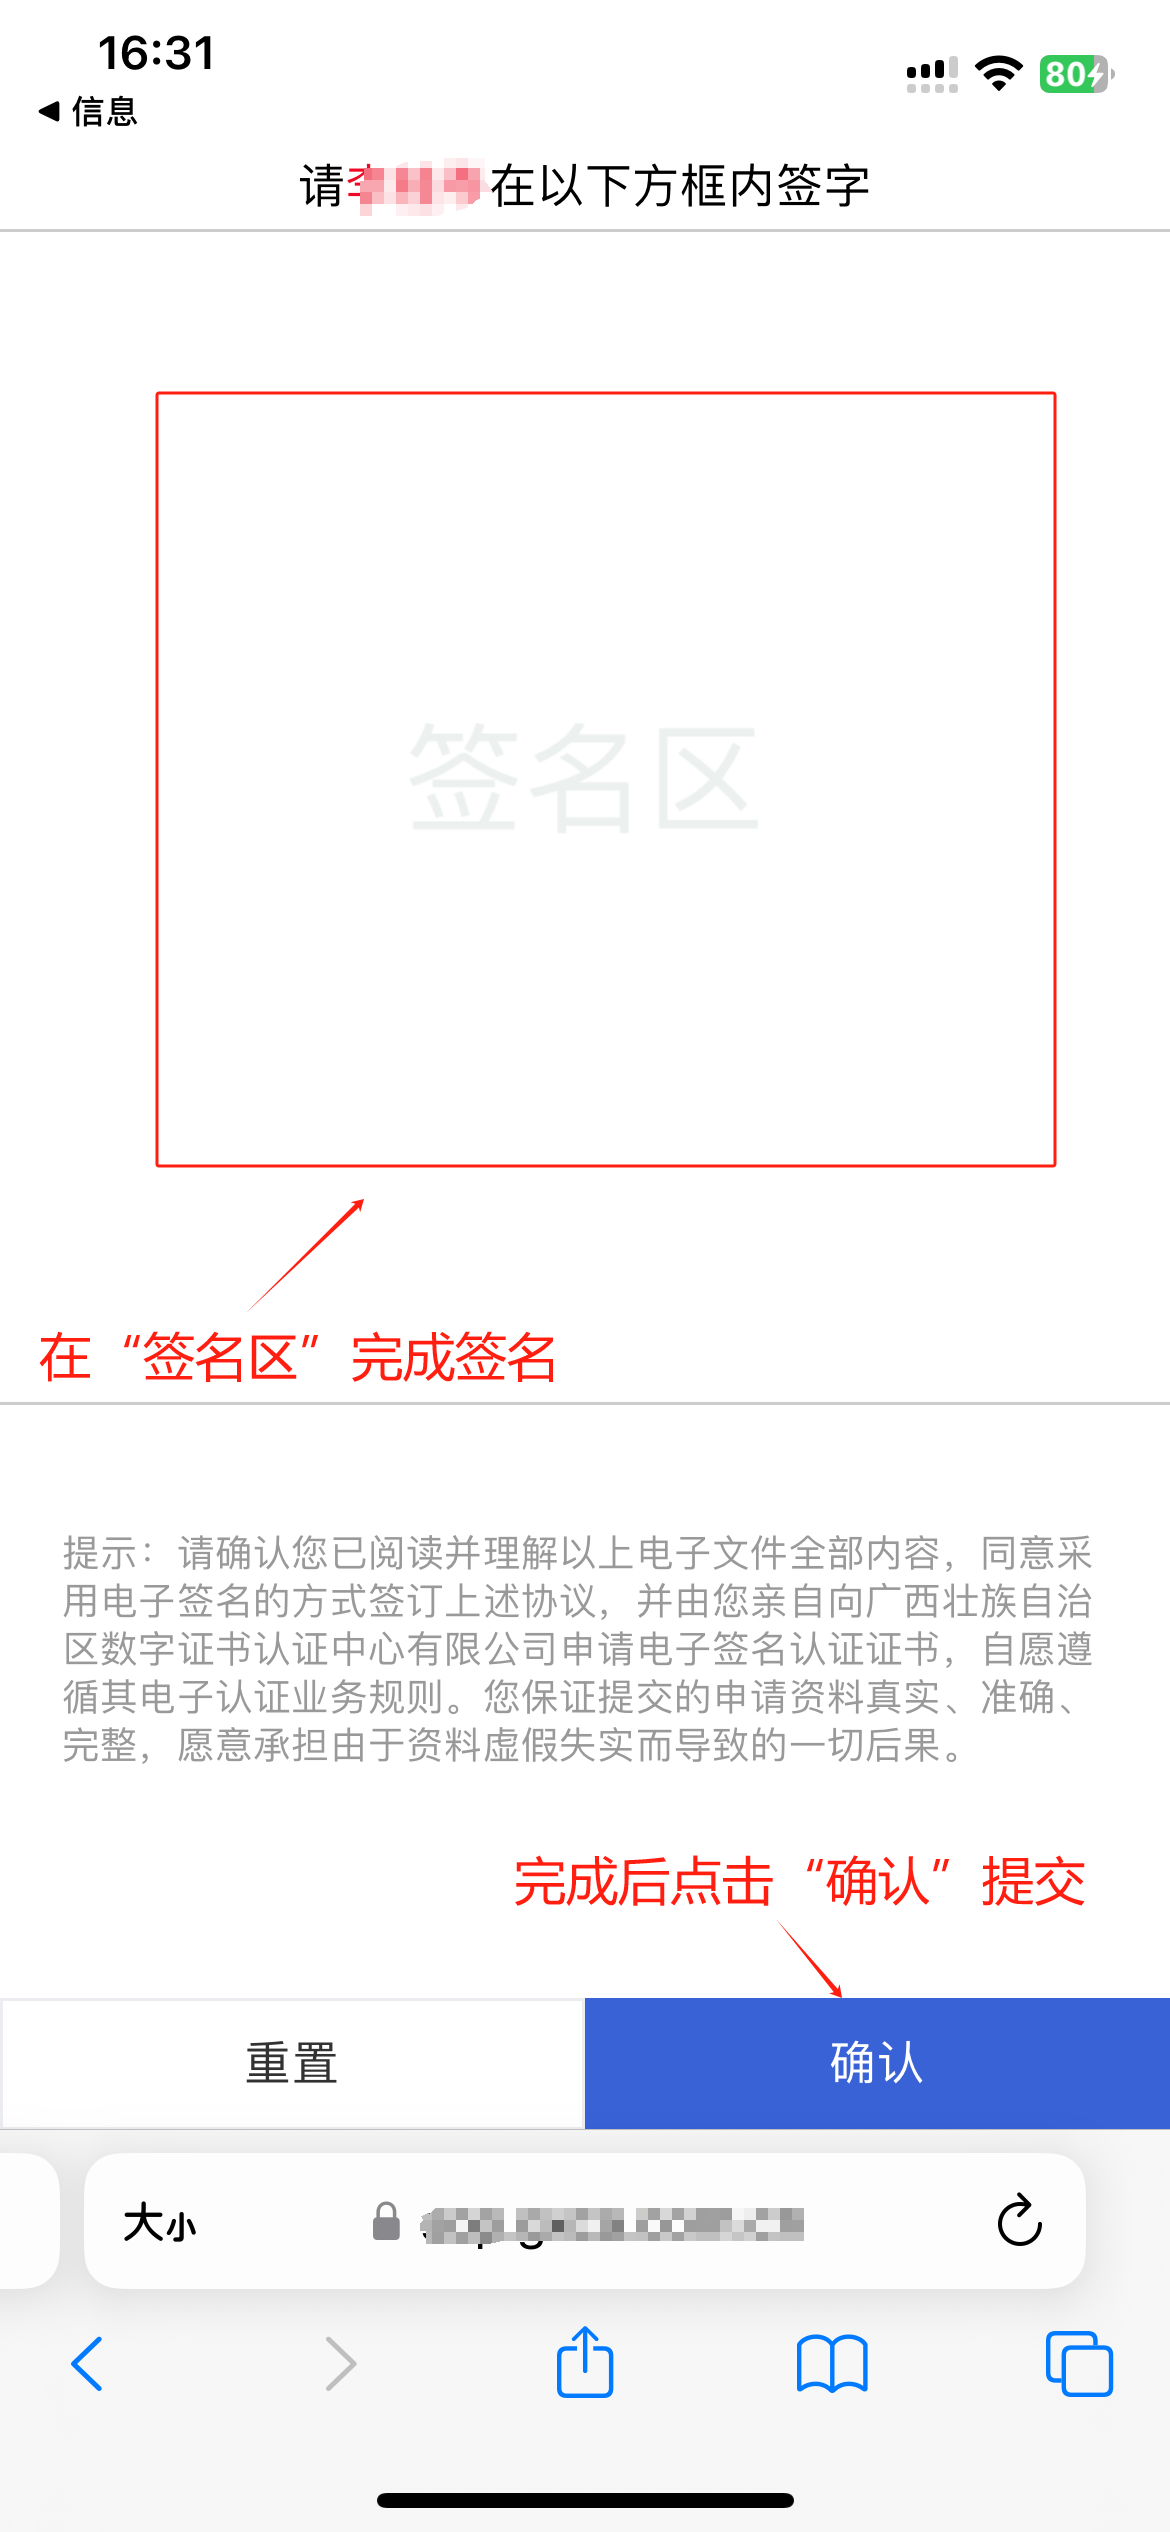 16:31
80
信息
请 在以下方框内签字
签名区
在“签名区”完成签名
提示：请确认您已阅读并理解以上电子文件全部内容，同意采
用电子签名的方式签订上述协议，并由您亲自向广西壮族自治
区数字证书认证中心有限公司申请电子签名认证证书，自愿遵
循其电子认证业务规则。您保证提交的申请资料真实、准确、
完整，愿意承担由于资料虚假失实而导致的一切后果。
完成后点击“确认”提交
重置
确认
大小